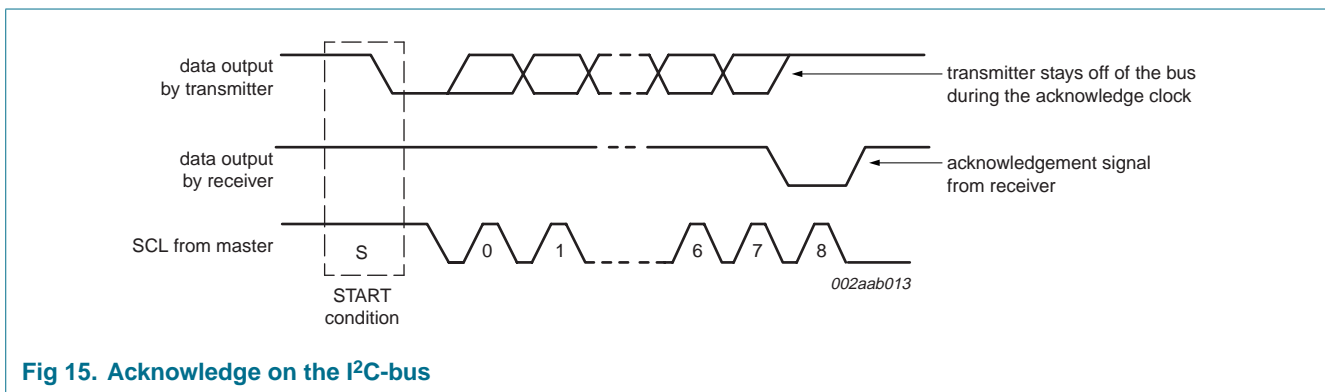 data output
by transmitter
transmitter stays off of the bus
during the acknowledge clock
data output
by receiver
acknowledgement signal
from receiver
SCL from master
S
0
1
6
7
8
002aab013
START
condition
Fig 15. Acknowledge on the I²C-bus